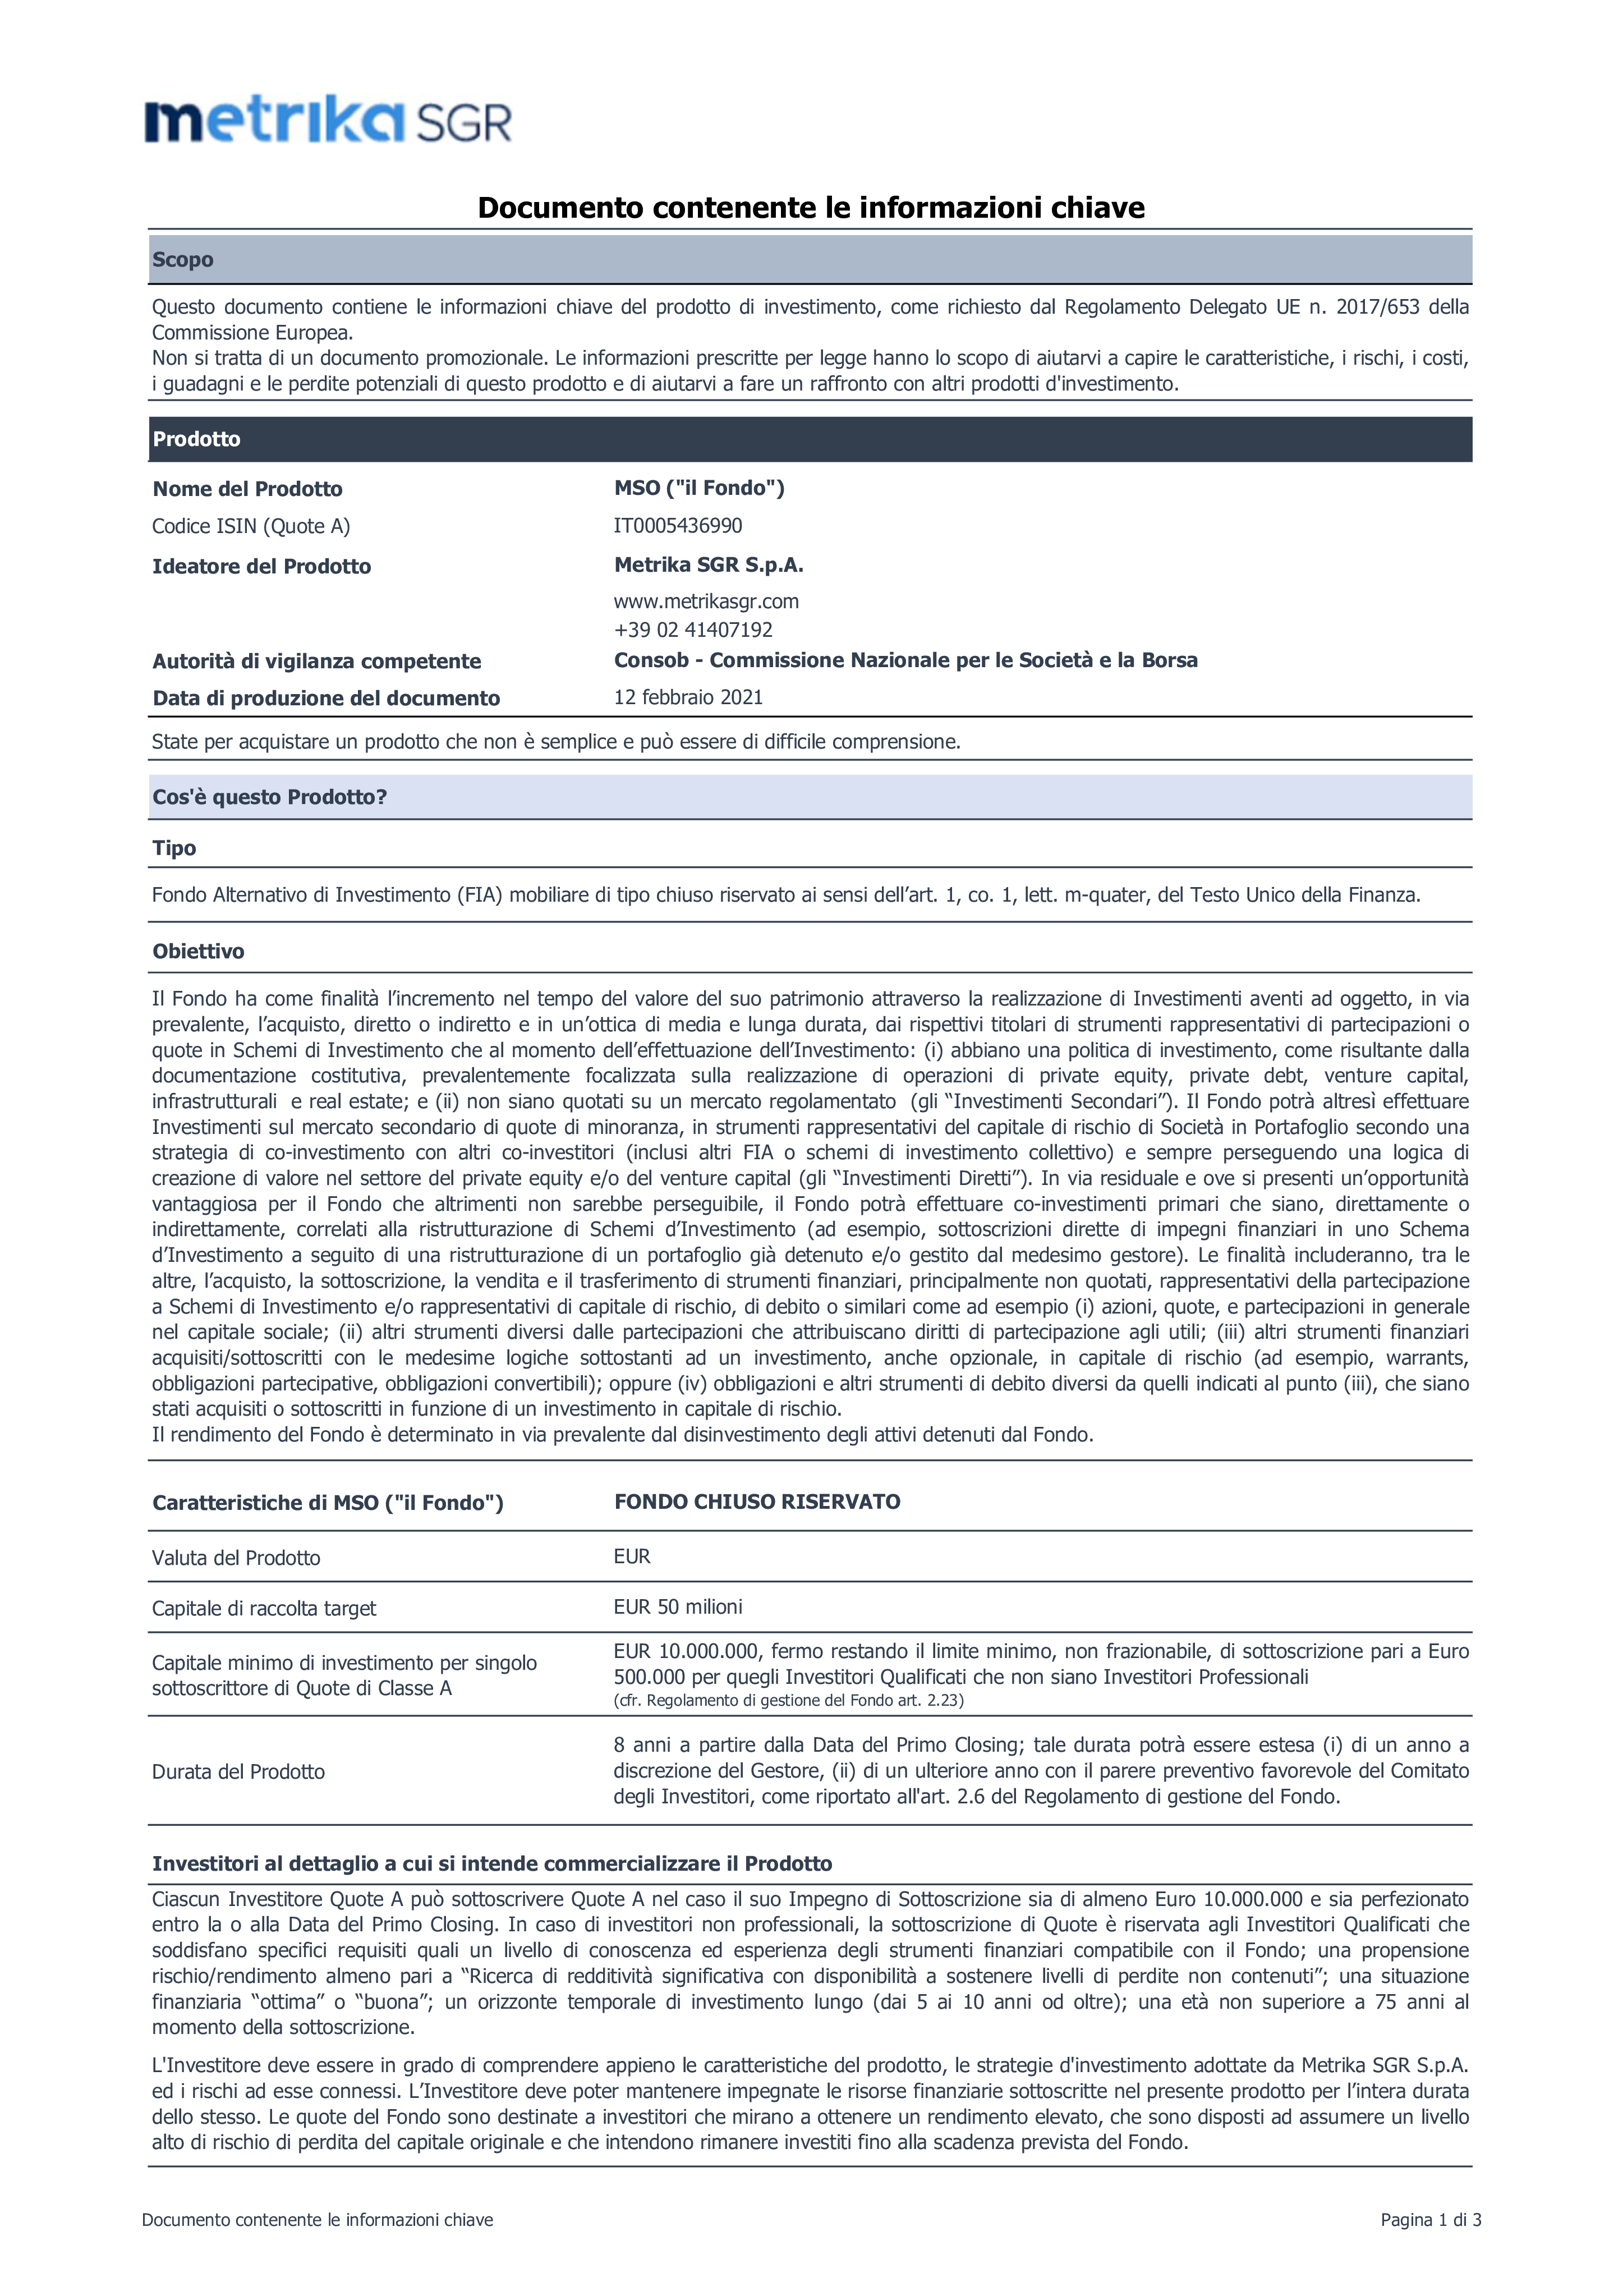 metrika SGR
Documento contenente le informazioni chiave
Scopo
Questo documento contiene le informazioni chiave del prodotto di investimento, come richiesto dal Regolamento Delegato UE n. 2017/653 della
Commissione Europea.
Non si tratta di un documento promozionale. Le informazioni prescritte per legge hanno lo scopo di aiutarvi a capire le caratteristiche, i rischi, i costi,
i guadagni e le perdite potenziali di questo prodotto e di aiutarvi a fare un raffronto con altri prodotti d'investimento.
Prodotto
Nome del Prodotto MSO ("il Fondo")
Codice ISIN (Quote A) IT0005436990
Ideatore del Prodotto Metrika SGR S.p.A.
www.metrikasgr.com
+39 02 41407192
Autorità di vigilanza competente Consob - Commissione Nazionale per le Società e la Borsa
Data di produzione del documento 12 febbraio 2021
State per acquistare un prodotto che non è semplice e può essere di difficile comprensione.
Cos'è questo Prodotto?
Tipo
Fondo Alternativo di Investimento (FIA) mobiliare di tipo chiuso riservato ai sensi dell’art. 1, co. 1, lett. m-quater, del Testo Unico della Finanza.
Obiettivo
Il Fondo ha come finalità l’incremento nel tempo del valore del suo patrimonio attraverso la realizzazione di Investimenti aventi ad oggetto, in via
prevalente, l’acquisto, diretto o indiretto e in un’ottica di media e lunga durata, dai rispettivi titolari di strumenti rappresentativi di partecipazioni o
quote in Schemi di Investimento che al momento dell’effettuazione dell’Investimento: (i) abbiano una politica di investimento, come risultante dalla
documentazione costitutiva, prevalentemente focalizzata sulla realizzazione di operazioni di private equity, private debt, venture capital,
infrastrutturali e real estate; e (ii) non siano quotati su un mercato regolamentato (gli “Investimenti Secondari”). Il Fondo potrà altresì effettuare
Investimenti sul mercato secondario di quote di minoranza, in strumenti rappresentativi del capitale di rischio di Società in Portafoglio secondo una
strategia di co-investimento con altri co-investitori (inclusi altri FIA o schemi di investimento collettivo) e sempre perseguendo una logica di
creazione di valore nel settore del private equity e/o del venture capital (gli “Investimenti Diretti”). In via residuale e ove si presenti un’opportunità
vantaggiosa per il Fondo che altrimenti non sarebbe perseguibile, il Fondo potrà effettuare co-investimenti primari che siano, direttamente o
indirettamente, correlati alla ristrutturazione di Schemi d’Investimento (ad esempio, sottoscrizioni dirette di impegni finanziari in uno Schema
d’Investimento a seguito di una ristrutturazione di un portafoglio già detenuto e/o gestito dal medesimo gestore). Le finalità includeranno, tra le
altre, l’acquisto, la sottoscrizione, la vendita e il trasferimento di strumenti finanziari, principalmente non quotati, rappresentativi della partecipazione
a Schemi di Investimento e/o rappresentativi di capitale di rischio, di debito o similari come ad esempio (i) azioni, quote, e partecipazioni in generale
nel capitale sociale; (ii) altri strumenti diversi dalle partecipazioni che attribuiscano diritti di partecipazione agli utili; (iii) altri strumenti finanziari
acquisiti/sottoscritti con le medesime logiche sottostanti ad un investimento, anche opzionale, in capitale di rischio (ad esempio, warrants,
obbligazioni partecipative, obbligazioni convertibili); oppure (iv) obbligazioni e altri strumenti di debito diversi da quelli indicati al punto (iii), che siano
stati acquisiti o sottoscritti in funzione di un investimento in capitale di rischio.
Il rendimento del Fondo è determinato in via prevalente dal disinvestimento degli attivi detenuti dal Fondo.
Caratteristiche di MSO ("il Fondo") FONDO CHIUSO RISERVATO
Valuta del Prodotto EUR
Capitale di raccolta target EUR 50 milioni
Capitale minimo di investimento per singolo
sottoscrittore di Quote di Classe A
EUR 10.000.000, fermo restando il limite minimo, non frazionabile, di sottoscrizione pari a Euro
500.000 per quegli Investitori Qualificati che non siano Investitori Professionali
(cfr. Regolamento di gestione del Fondo art. 2.23)
Durata del Prodotto
8 anni a partire dalla Data del Primo Closing; tale durata potrà essere estesa (i) di un anno a
discrezione del Gestore, (ii) di un ulteriore anno con il parere preventivo favorevole del Comitato
degli Investitori, come riportato all'art. 2.6 del Regolamento di gestione del Fondo.
Investitori al dettaglio a cui si intende commercializzare il Prodotto
Ciascun Investitore Quote A può sottoscrivere Quote A nel caso il suo Impegno di Sottoscrizione sia di almeno Euro 10.000.000 e sia perfezionato
entro la o alla Data del Primo Closing. In caso di investitori non professionali, la sottoscrizione di Quote è riservata agli Investitori Qualificati che
soddisfano specifici requisiti quali un livello di conoscenza ed esperienza degli strumenti finanziari compatibile con il Fondo; una propensione
rischio/rendimento almeno pari a “Ricerca di redditività significativa con disponibilità a sostenere livelli di perdite non contenuti”; una situazione
finanziaria “ottima” o “buona”; un orizzonte temporale di investimento lungo (dai 5 ai 10 anni od oltre); una età non superiore a 75 anni al
momento della sottoscrizione.
L'Investitore deve essere in grado di comprendere appieno le caratteristiche del prodotto, le strategie d'investimento adottate da Metrika SGR S.p.A.
ed i rischi ad esse connessi. L’Investitore deve poter mantenere impegnate le risorse finanziarie sottoscritte nel presente prodotto per l’intera durata
dello stesso. Le quote del Fondo sono destinate a investitori che mirano a ottenere un rendimento elevato, che sono disposti ad assumere un livello
alto di rischio di perdita del capitale originale e che intendono rimanere investiti fino alla scadenza prevista del Fondo.
Documento contenente le informazioni chiave Pagina 1 di 3